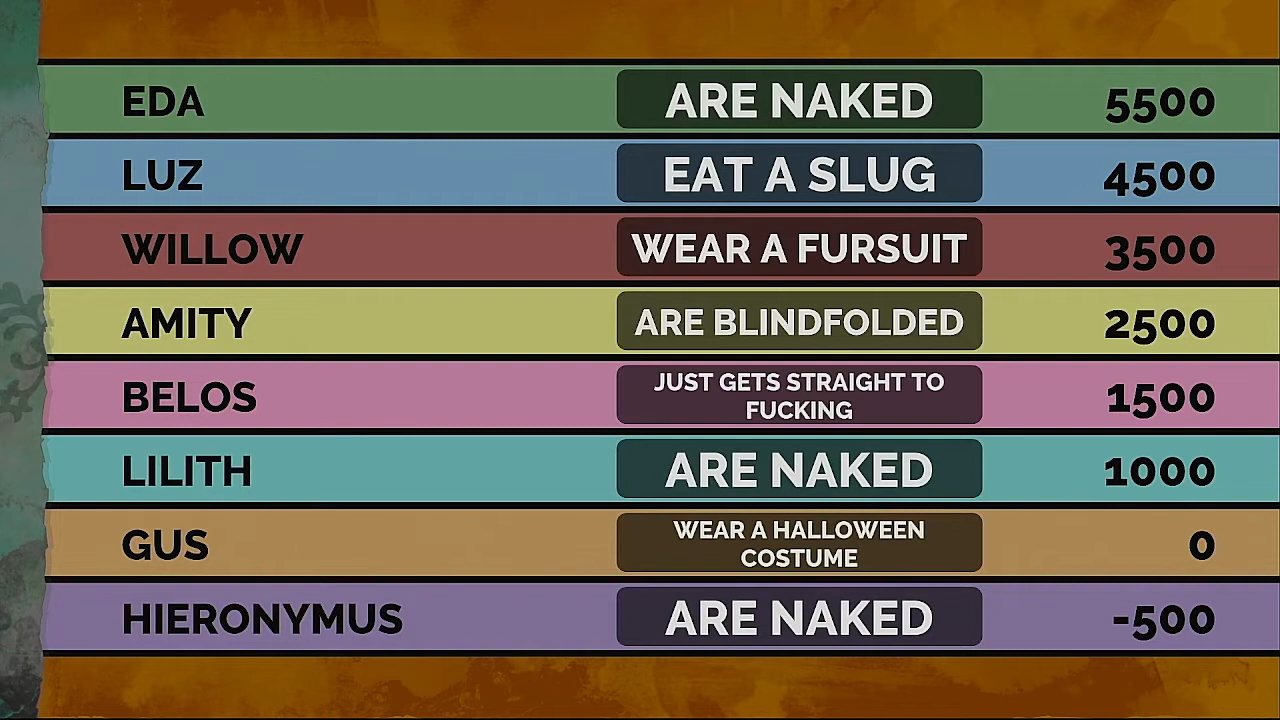 EDA ARE NAKED 5500
LUZ EAT A SLUG 4500
WILLOW WEAR A FURSUIT 3500
AMITY ARE BLINDFOLDED 2500
BELOS JUST GETS STRAIGHT TO
FUCKING 1500
LILITH ARE NAKED 1000
GUS WEAR A HALLOWEEN
COSTUME 0
HIERONYMUS ARE NAKED -500